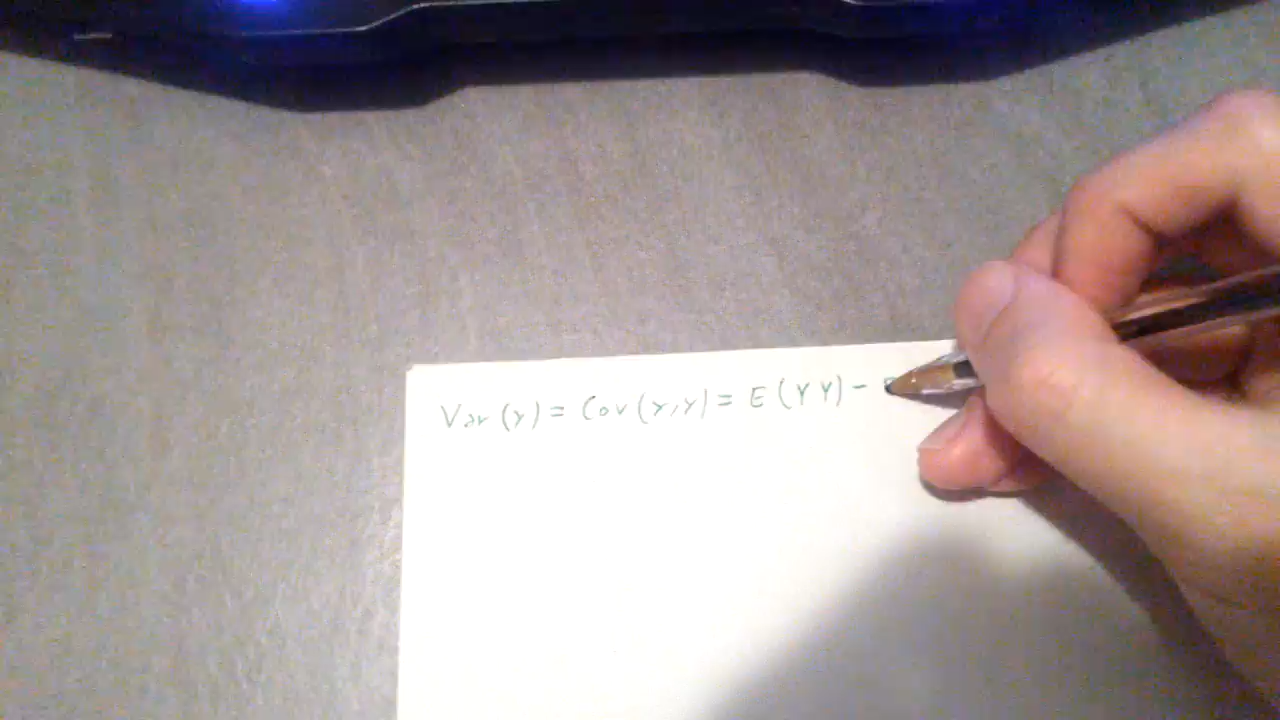 Var(Y) = Cov(Y,Y) = E(YY) -